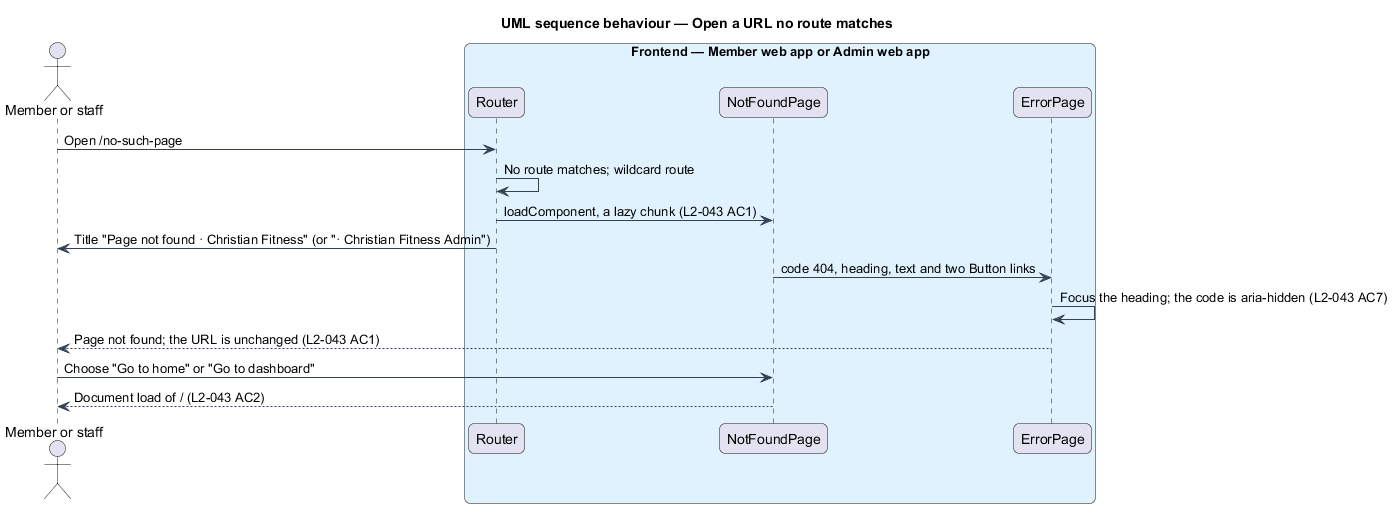 UML sequence behaviour — Open a URL no route matches
Frontend — Member web app or Admin web app
Member or staff
Router
NotFoundPage
ErrorPage
Open /no-such-page
No route matches; wildcard route
loadComponent, a lazy chunk (L2-043 AC1)
Title "Page not found · Christian Fitness" (or "· Christian Fitness Admin")
code 404, heading, text and two Button links
Focus the heading; the code is aria-hidden (L2-043 AC7)
Page not found; the URL is unchanged (L2-043 AC1)
Choose "Go to home" or "Go to dashboard"
Document load of / (L2-043 AC2)
Member or staff
Router
NotFoundPage
ErrorPage